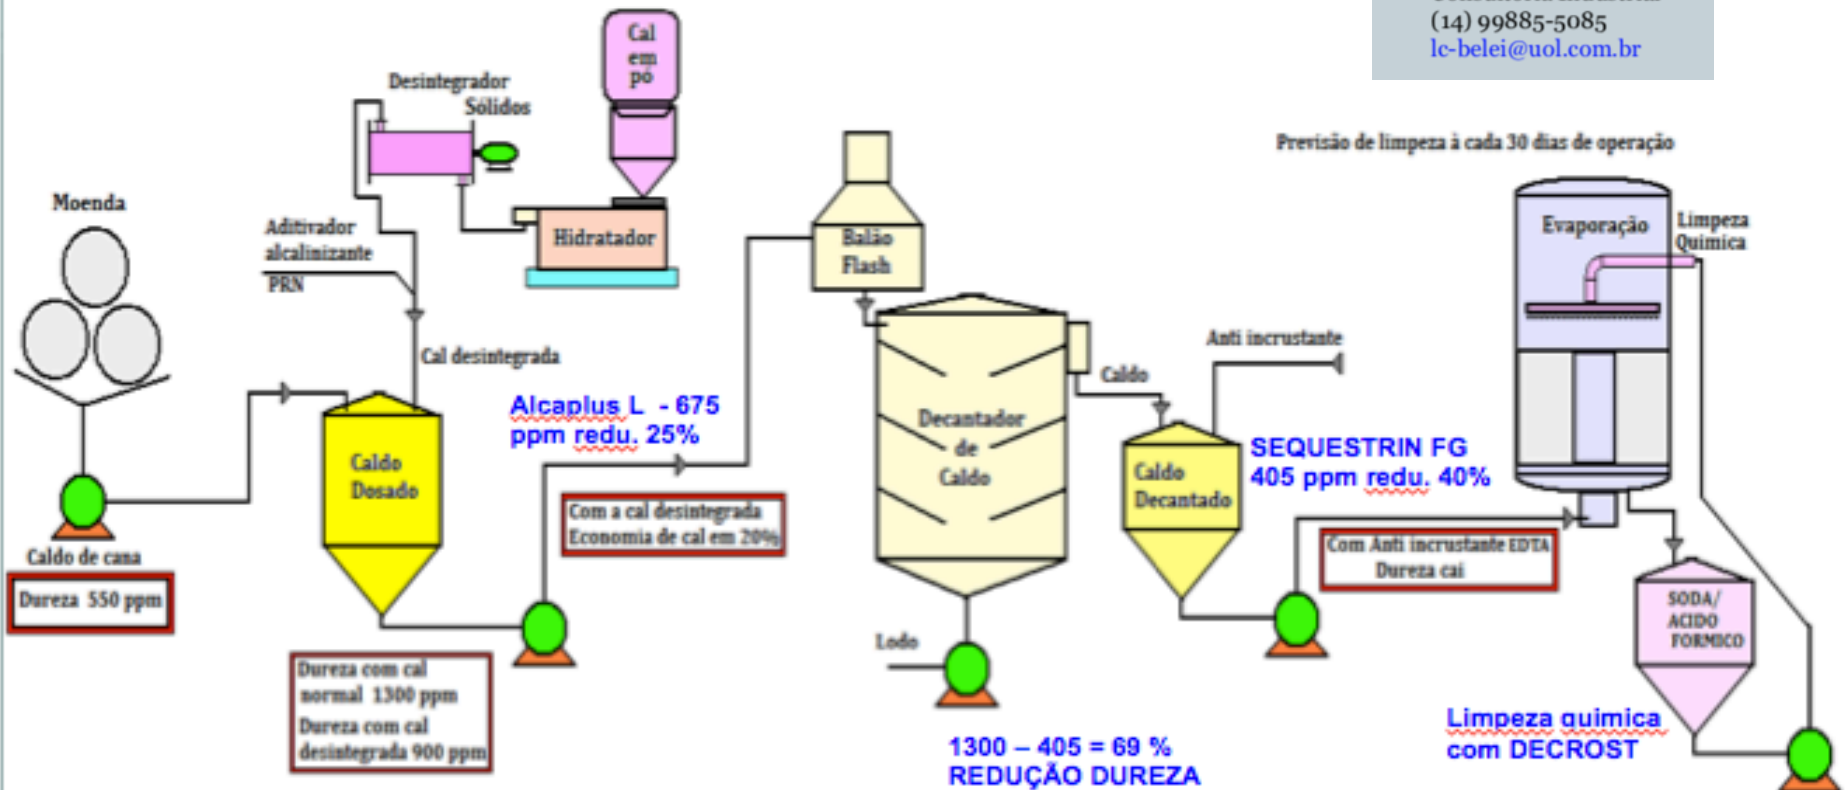 (14) 99885-5085
lc-belei@uol.com.br
Cal
em
pó
Desintegrador
Sólidos
Previsão de limpeza à cada 30 dias de operação
Moenda
Aditivador
alcalinizante
PRN
Hidratador
Balão
Flash
Evaporação
Limpeza
Quimica
Cal desintegrada
Anti incrustante
Caldo
Alcaplus L - 675
ppm redu. 25%
Decantador
de
Caldo
Caldo
Dosado
Caldo
Decantado
SEQUESTRIN FG
405 ppm redu. 40%
Com a cal desintegrada
Economia de cal em 20%
Com Anti incrustante EDTA
Dureza cai
Caldo de cana
Dureza 550 ppm
SODA/
ACIDO
FORMICO
Lodo
Dureza com cal
normal 1300 ppm
Dureza com cal
desintegrada 900 ppm
1300 – 405 = 69 %
REDUÇÃO DUREZA
Limpeza quimica
com DECROST